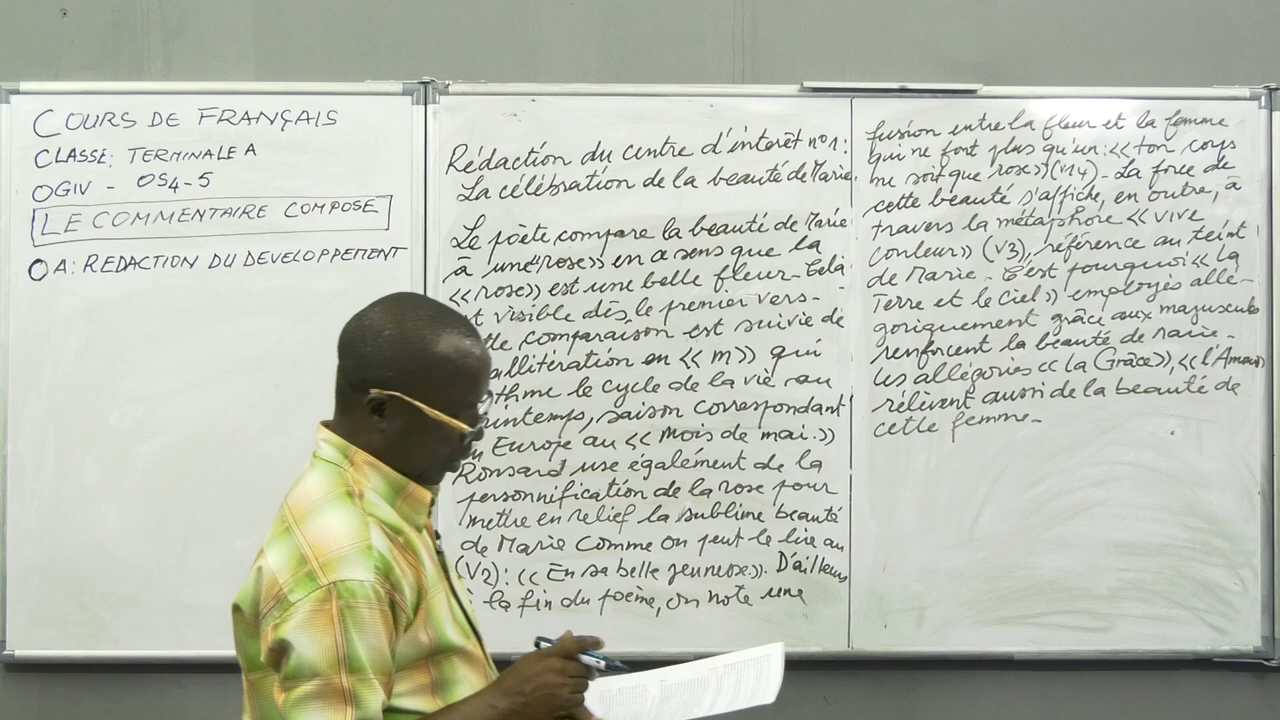 COURS DE FRANÇAIS
CLASSE: TERMINALE A
OGIV - OS4-5
LE COMMENTAIRE COMPOSE
OA: REDACTION DU DEVELOPPEMENT
Rédaction du centre d'intérêt n°1:
La célébration de la beauté de Marie.
Le poète compare la beauté de Marie
à une "rose» en ce sens que la
«rose» est une belle fleur. Cela
t visible dès le premier vers.
tte comparaison est suivie de
allitération en «m» qui
thme le cycle de la vie au
rintemps, saison correspondant
n Europe au «mois de mai.»
Ronsard use également de la
personnification de la rose pour
mettre en relief la sublime beauté
de Marie comme on peut le lire au
(V2): «En sa belle jeunesse». D'ailleurs
à la fin du poème, on note une
fusion entre la fleur et la femme
qui ne font plus qu'un: «ton corps
ne soit que rose» (V14). La force de
cette beauté s'affiche, en outre, à
travers la métaphore «vive
couleur» (V3), référence au teint
de Marie. C'est pourquoi «la
Terre et le Ciel» employés allé-
goriquement grâce aux majuscules
renforcent la beauté de Marie.
Les allégories «la Grâce», «l'Amour»
rélèvent aussi de la beauté de
cette femme.